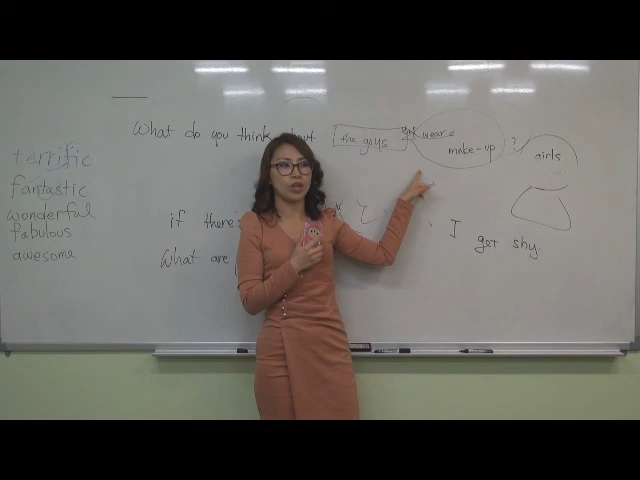 What do you think about the guys who wear make-up ?
girls
terrific
fantastic
wonderful
fabulous
awesome
if there
I get shy.
What are